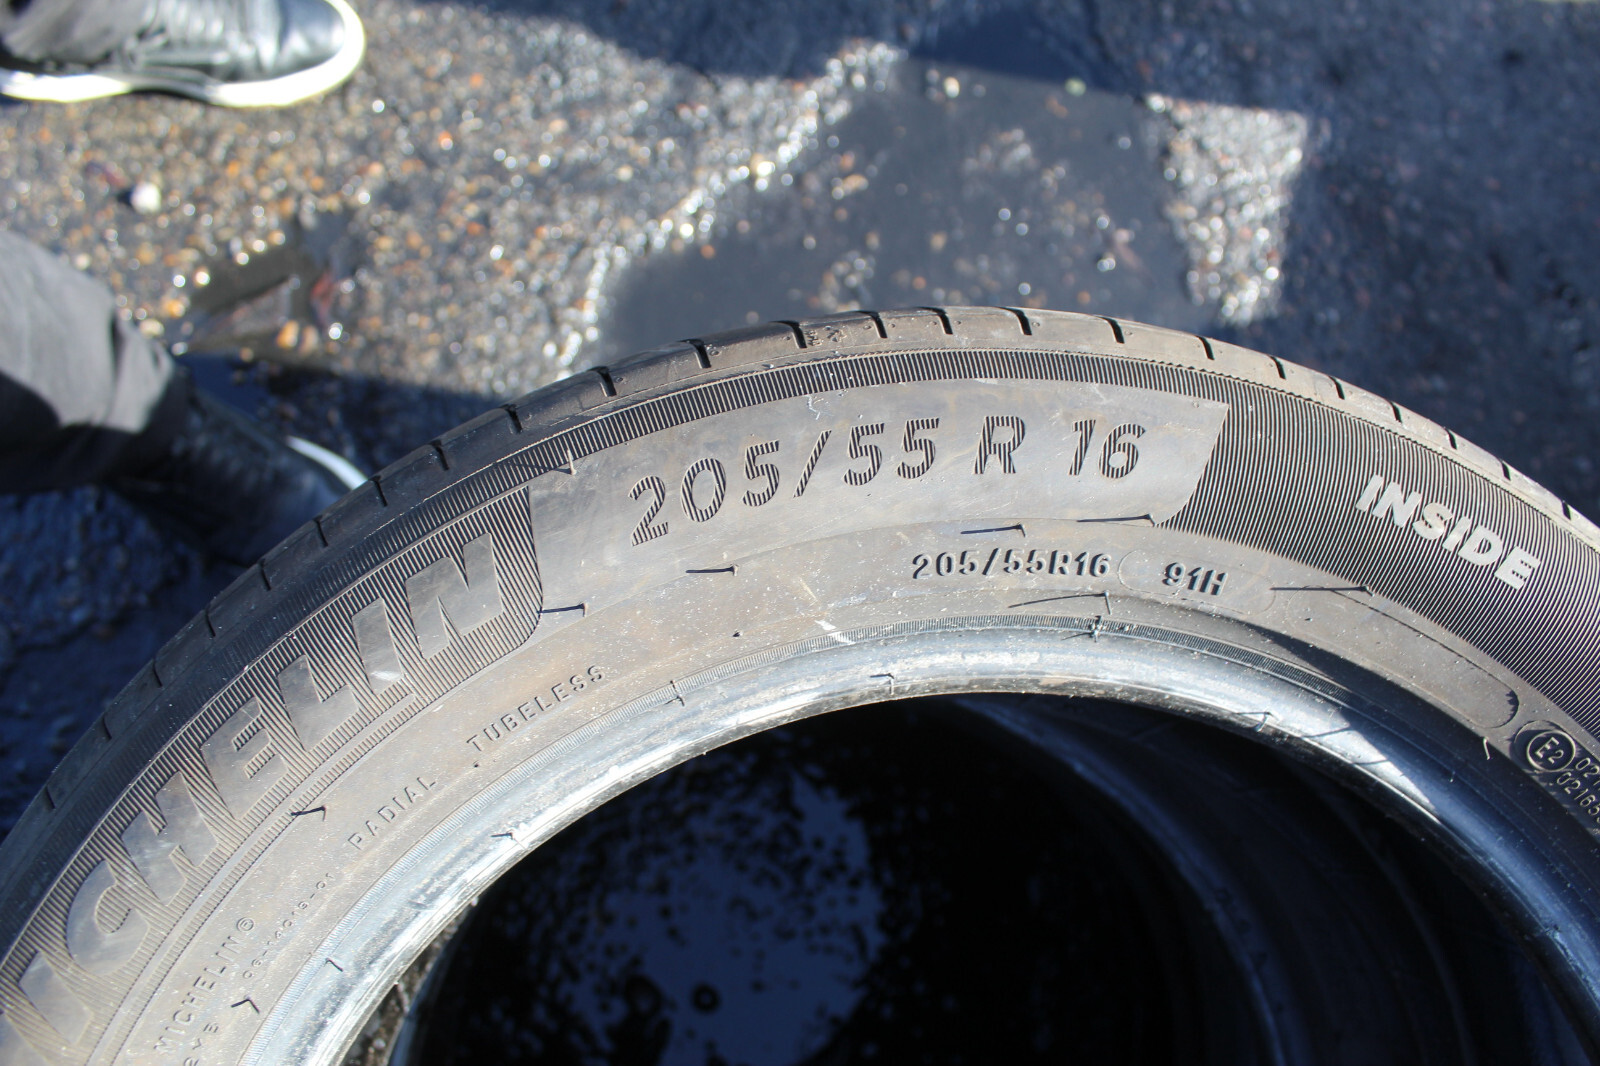 MICHELIN
205/55 R 16
INSIDE
205/55R16 91H
RADIAL TUBELESS
MICHELIN®
E2